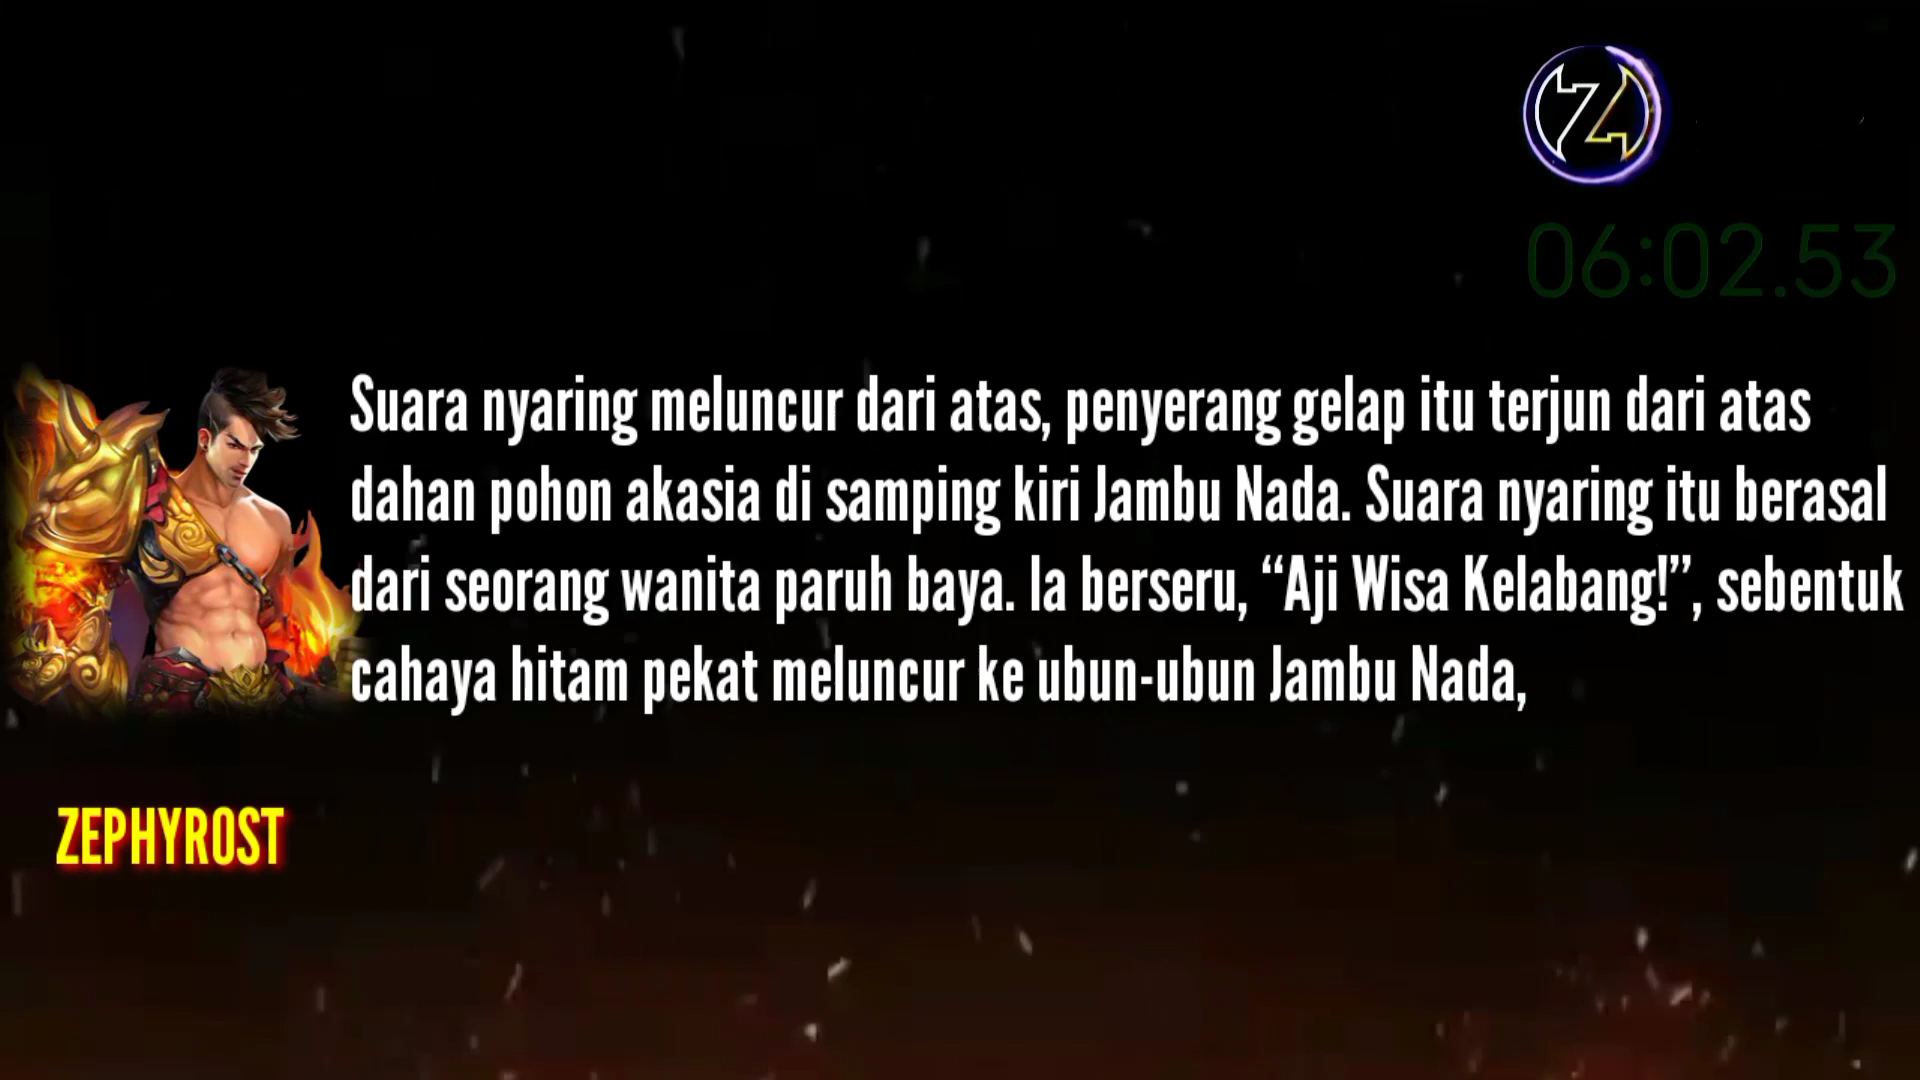 06:02.53
Suara nyaring meluncur dari atas, penyerang gelap itu terjun dari atas
dahan pohon akasia di samping kiri Jambu Nada. Suara nyaring itu berasal
dari seorang wanita paruh baya. Ia berseru, “Aji Wisa Kelabang!”, sebentuk
cahaya hitam pekat meluncur ke ubun-ubun Jambu Nada,
ZEPHYROST